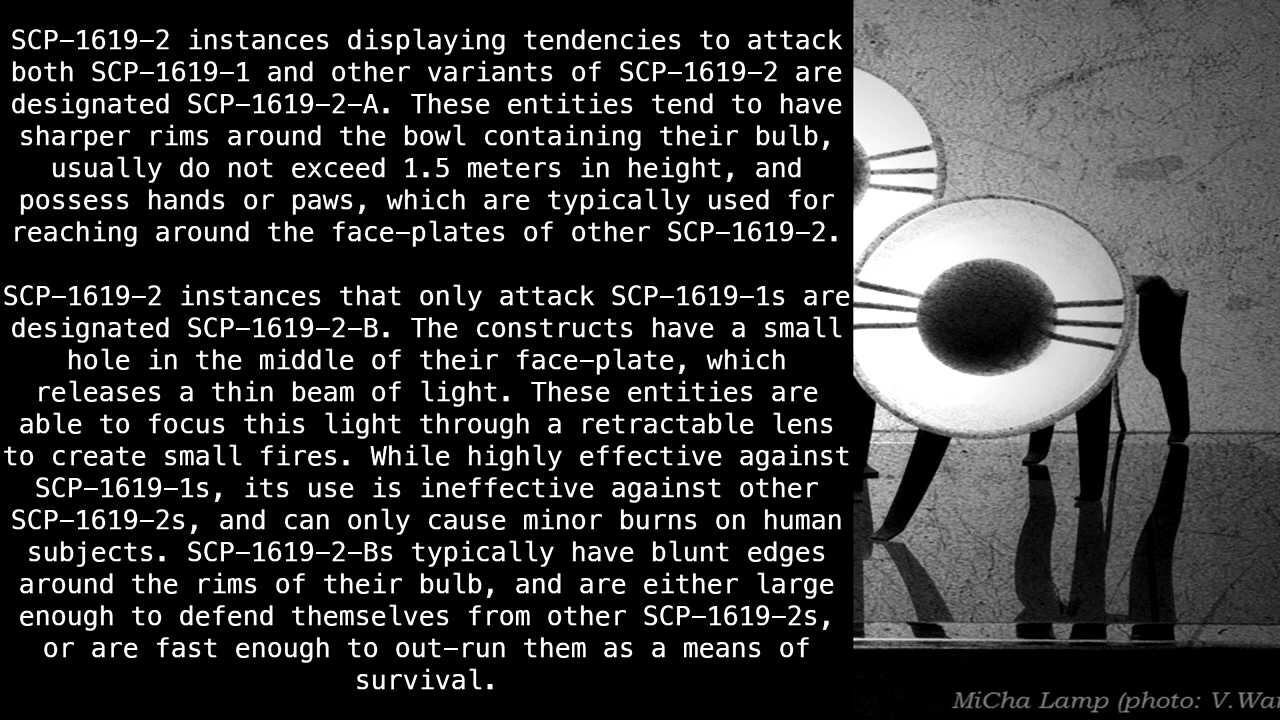 SCP-1619-2 instances displaying tendencies to attack
both SCP-1619-1 and other variants of SCP-1619-2 are
designated SCP-1619-2-A. These entities tend to have
sharper rims around the bowl containing their bulb,
usually do not exceed 1.5 meters in height, and
possess hands or paws, which are typically used for
reaching around the face-plates of other SCP-1619-2.
SCP-1619-2 instances that only attack SCP-1619-1s are
designated SCP-1619-2-B. The constructs have a small
hole in the middle of their face-plate, which
releases a thin beam of light. These entities are
able to focus this light through a retractable lens
to create small fires. While highly effective against
SCP-1619-1s, its use is ineffective against other
SCP-1619-2s, and can only cause minor burns on human
subjects. SCP-1619-2-Bs typically have blunt edges
around the rims of their bulb, and are either large
enough to defend themselves from other SCP-1619-2s,
or are fast enough to out-run them as a means of
survival.
MiCha Lamp (photo: V.